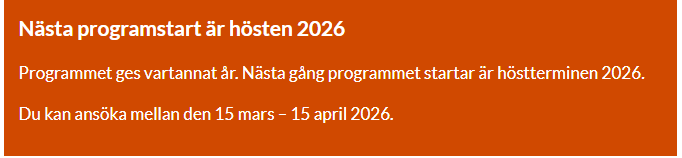 Nästa programstart är hösten 2026
Programmet ges vartannat år. Nästa gång programmet startar är höstterminen 2026.
Du kan ansöka mellan den 15 mars – 15 april 2026.